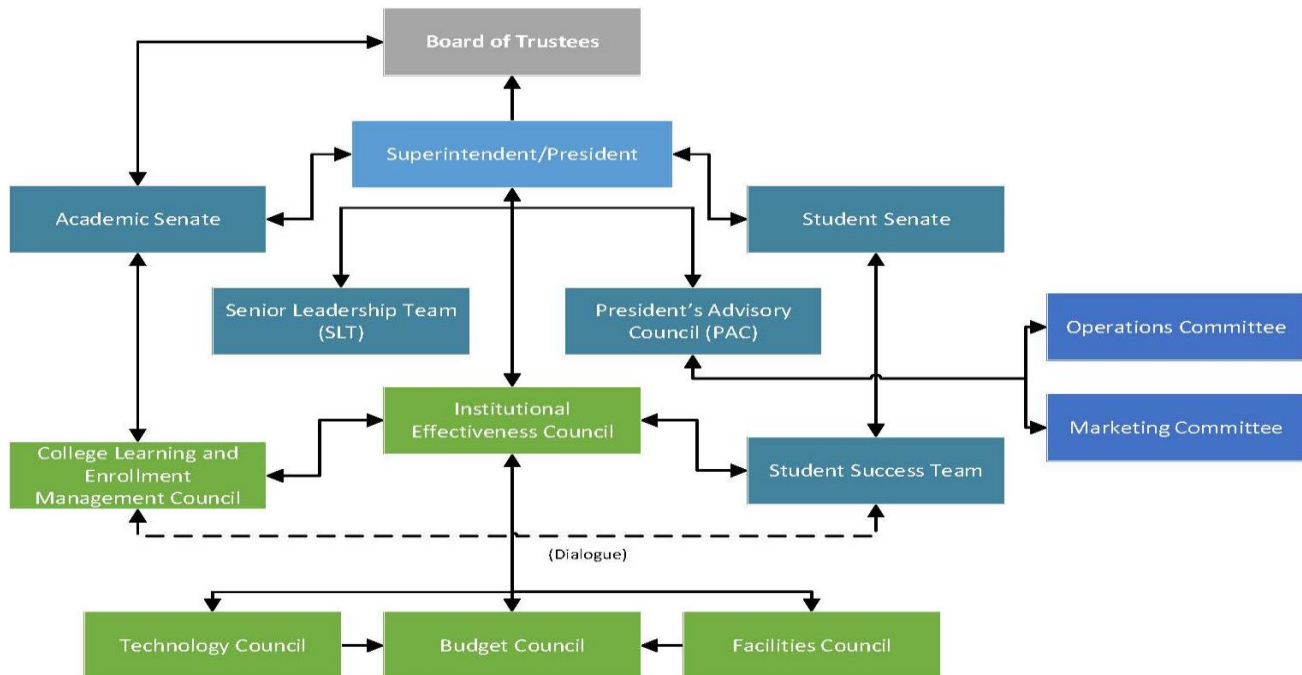 Board of Trustees
Superintendent/President
Academic Senate
Student Senate
Senior Leadership Team
(SLT)
President’s Advisory
Council (PAC)
Operations Committee
Marketing Committee
Institutional
Effectiveness Council
College Learning and
Enrollment
Management Council
Student Success Team
(Dialogue)
Technology Council
Budget Council
Facilities Council